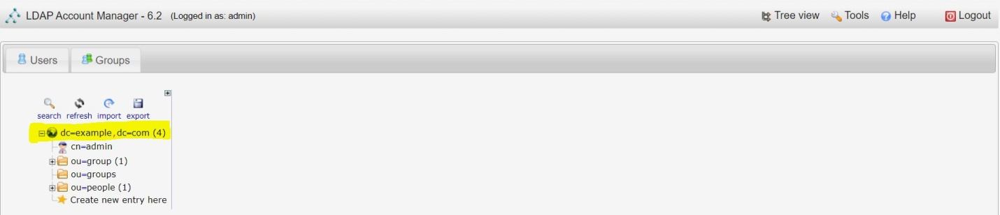 LDAP Account Manager - 6.2 (Logged in as: admin) Tree view Tools Help Logout
Users Groups
search refresh import export
dc=example,dc=com (4)
cn=admin
ou=group (1)
ou=groups
ou=people (1)
Create new entry here